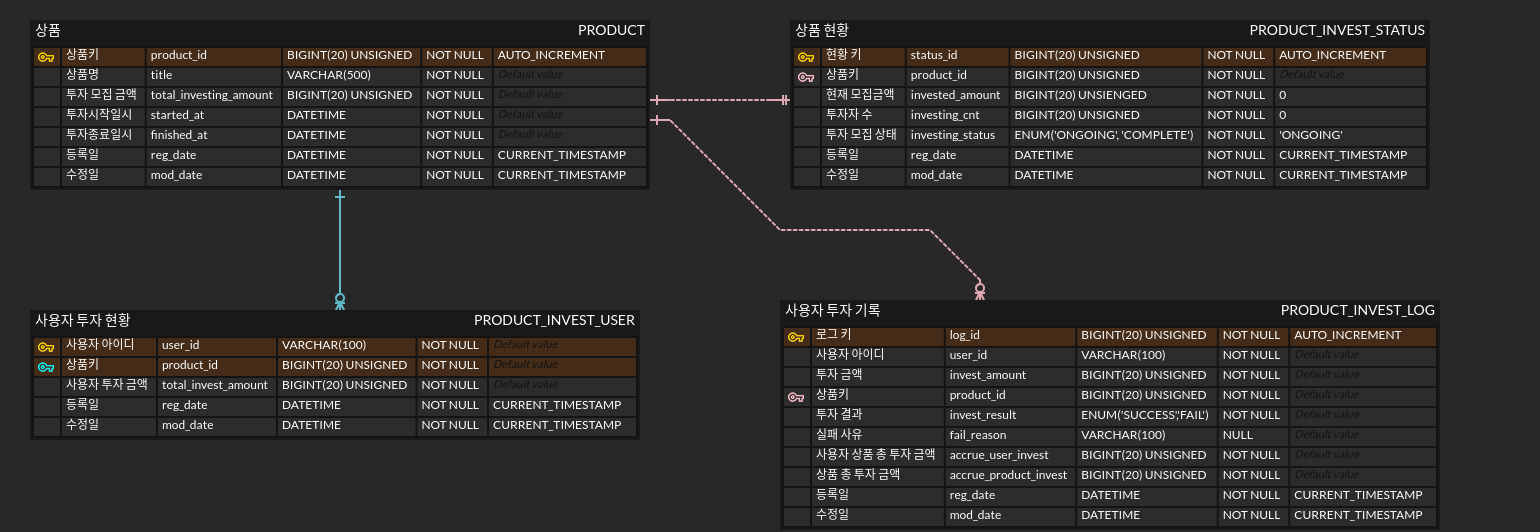 상품 PRODUCT
상품키 product_id BIGINT(20) UNSIGNED NOT NULL AUTO_INCREMENT
상품명 title VARCHAR(500) NOT NULL Default value
투자 모집 금액 total_investing_amount BIGINT(20) UNSIGNED NOT NULL Default value
투자시작일시 started_at DATETIME NOT NULL Default value
투자종료일시 finished_at DATETIME NOT NULL Default value
등록일 reg_date DATETIME NOT NULL CURRENT_TIMESTAMP
수정일 mod_date DATETIME NOT NULL CURRENT_TIMESTAMP
상품 현황 PRODUCT_INVEST_STATUS
현황 키 status_id BIGINT(20) UNSIGNED NOT NULL AUTO_INCREMENT
상품키 product_id BIGINT(20) UNSIGNED NOT NULL Default value
현재 모집금액 invested_amount BIGINT(20) UNSIENGED NOT NULL 0
투자자 수 investing_cnt BIGINT(20) UNSIGNED NOT NULL 0
투자 모집 상태 investing_status ENUM('ONGOING', 'COMPLETE') NOT NULL 'ONGOING'
등록일 reg_date DATETIME NOT NULL CURRENT_TIMESTAMP
수정일 mod_date DATETIME NOT NULL CURRENT_TIMESTAMP
사용자 투자 현황 PRODUCT_INVEST_USER
사용자 아이디 user_id VARCHAR(100) NOT NULL Default value
상품키 product_id BIGINT(20) UNSIGNED NOT NULL Default value
사용자 투자 금액 total_invest_amount BIGINT(20) UNSIGNED NOT NULL Default value
등록일 reg_date DATETIME NOT NULL CURRENT_TIMESTAMP
수정일 mod_date DATETIME NOT NULL CURRENT_TIMESTAMP
사용자 투자 기록 PRODUCT_INVEST_LOG
로그 키 log_id BIGINT(20) UNSIGNED NOT NULL AUTO_INCREMENT
사용자 아이디 user_id VARCHAR(100) NOT NULL Default value
투자 금액 invest_amount BIGINT(20) UNSIGNED NOT NULL Default value
상품키 product_id BIGINT(20) UNSIGNED NOT NULL Default value
투자 결과 invest_result ENUM('SUCCESS','FAIL') NOT NULL Default value
실패 사유 fail_reason VARCHAR(100) NULL Default value
사용자 상품 총 투자 금액 accrue_user_invest BIGINT(20) UNSIGNED NOT NULL Default value
상품 총 투자 금액 accrue_product_invest BIGINT(20) UNSIGNED NOT NULL Default value
등록일 reg_date DATETIME NOT NULL CURRENT_TIMESTAMP
수정일 mod_date DATETIME NOT NULL CURRENT_TIMESTAMP